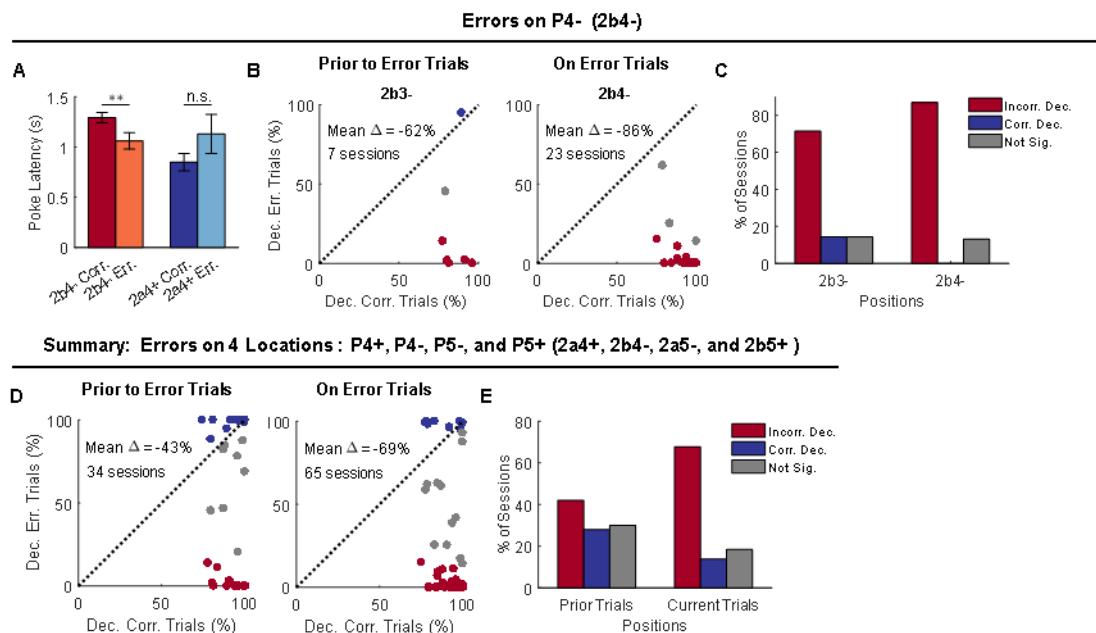 Errors on P4- (2b4-)
A
Poke Latency (s)
1.5
1
0.5
0
**
n.s.
2b4- Corr.
2b4- Err.
2a4+ Corr.
2a4+ Err.
B
Prior to Error Trials
2b3-
Mean Δ = -62%
7 sessions
Dec. Err. Trials (%)
100
50
0
0
50
100
Dec. Corr. Trials (%)
On Error Trials
2b4-
Mean Δ = -86%
23 sessions
100
50
0
0
50
100
Dec. Corr. Trials (%)
C
% of Sessions
80
60
40
20
0
Incorr. Dec.
Corr. Dec.
Not Sig.
2b3-
2b4-
Positions
Summary: Errors on 4 Locations : P4+, P4-, P5-, and P5+ (2a4+, 2b4-, 2a5-, and 2b5+ )
D
Prior to Error Trials
Mean Δ = -43%
34 sessions
Dec. Err. Trials (%)
100
50
0
0
50
100
Dec. Corr. Trials (%)
On Error Trials
Mean Δ = -69%
65 sessions
100
50
0
0
50
100
Dec. Corr. Trials (%)
E
% of Sessions
80
60
40
20
0
Incorr. Dec.
Corr. Dec.
Not Sig.
Prior Trials
Current Trials
Positions